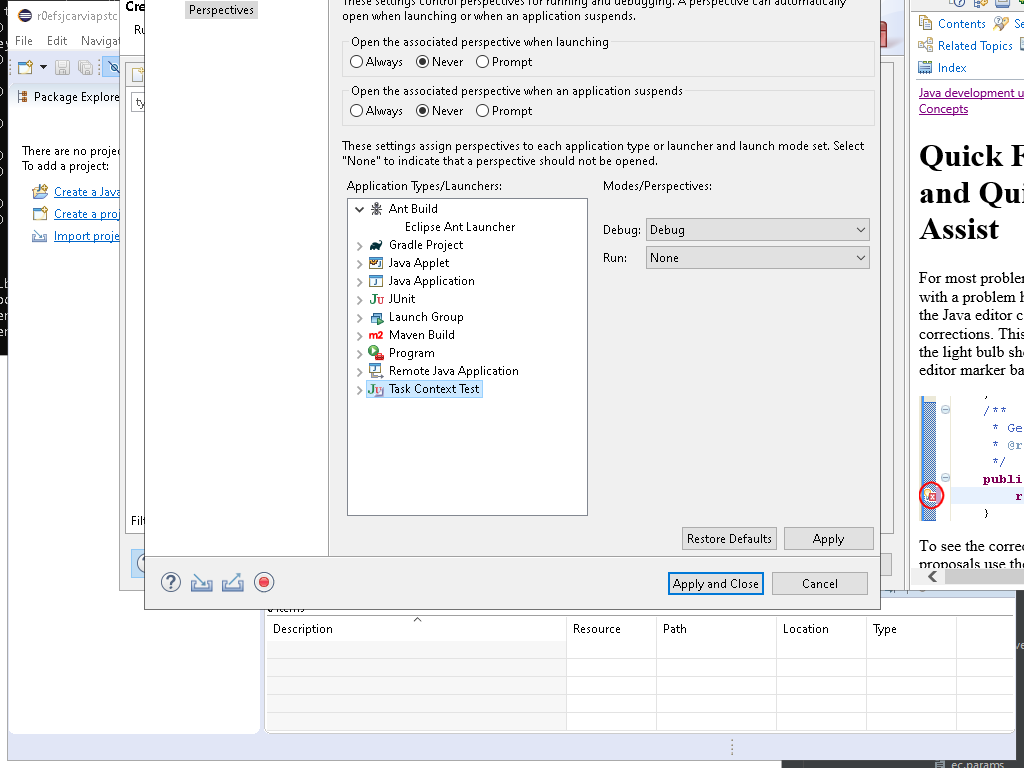 r0efsjcarviapstc
File Edit Navigat
Package Explore
There are no projec
To add a project:
Create a Java
Create a proj
Import proje
Cre
Ru
ty
Filt
Perspectives
These settings control perspectives for running and debugging. A perspective can automatically
open when launching or when an application suspends.
Open the associated perspective when launching
Always Never Prompt
Open the associated perspective when an application suspends
Always Never Prompt
These settings assign perspectives to each application type or launcher and launch mode set. Select
"None" to indicate that a perspective should not be opened.
Application Types/Launchers:
Modes/Perspectives:
Ant Build
Eclipse Ant Launcher
Gradle Project
Java Applet
Java Application
JUnit
Launch Group
Maven Build
Program
Remote Java Application
Task Context Test
Debug: Debug
Run: None
Restore Defaults Apply
Apply and Close Cancel
Contents Se
Related Topics
Index
Java development u
Concepts
Quick F
and Qui
Assist
For most problem
with a problem h
the Java editor c
corrections. This
the light bulb sho
editor marker ba
/**
* Ge
* @r
*/
publi
r
}
To see the correc
proposals use the
0 items
Description Resource Path Location Type
ec.params